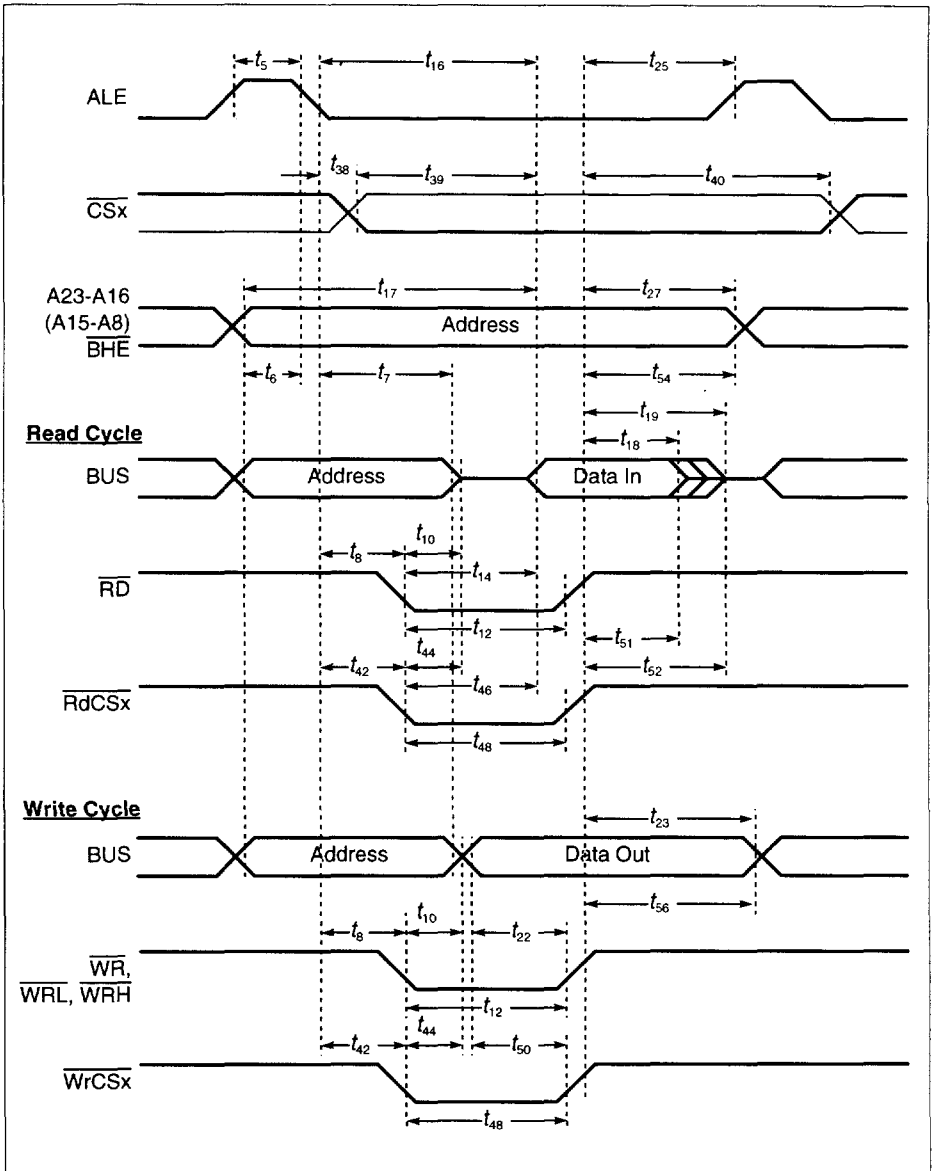 t5 t16 t25
ALE
t38 t39 t40
CSx
t17 t27
A23-A16
(A15-A8)
BHE
Address
t6 t7 t54
t19
Read Cycle
t18
BUS Address Data In
t10
t8 t14
RD
t12 t51
t44
t42 t46 t52
RdCSx
t48
Write Cycle
t23
BUS Address Data Out
t56
t10
t8 t22
WR,
WRL, WRH
t12
t44
t42 t50
WrCSx
t48